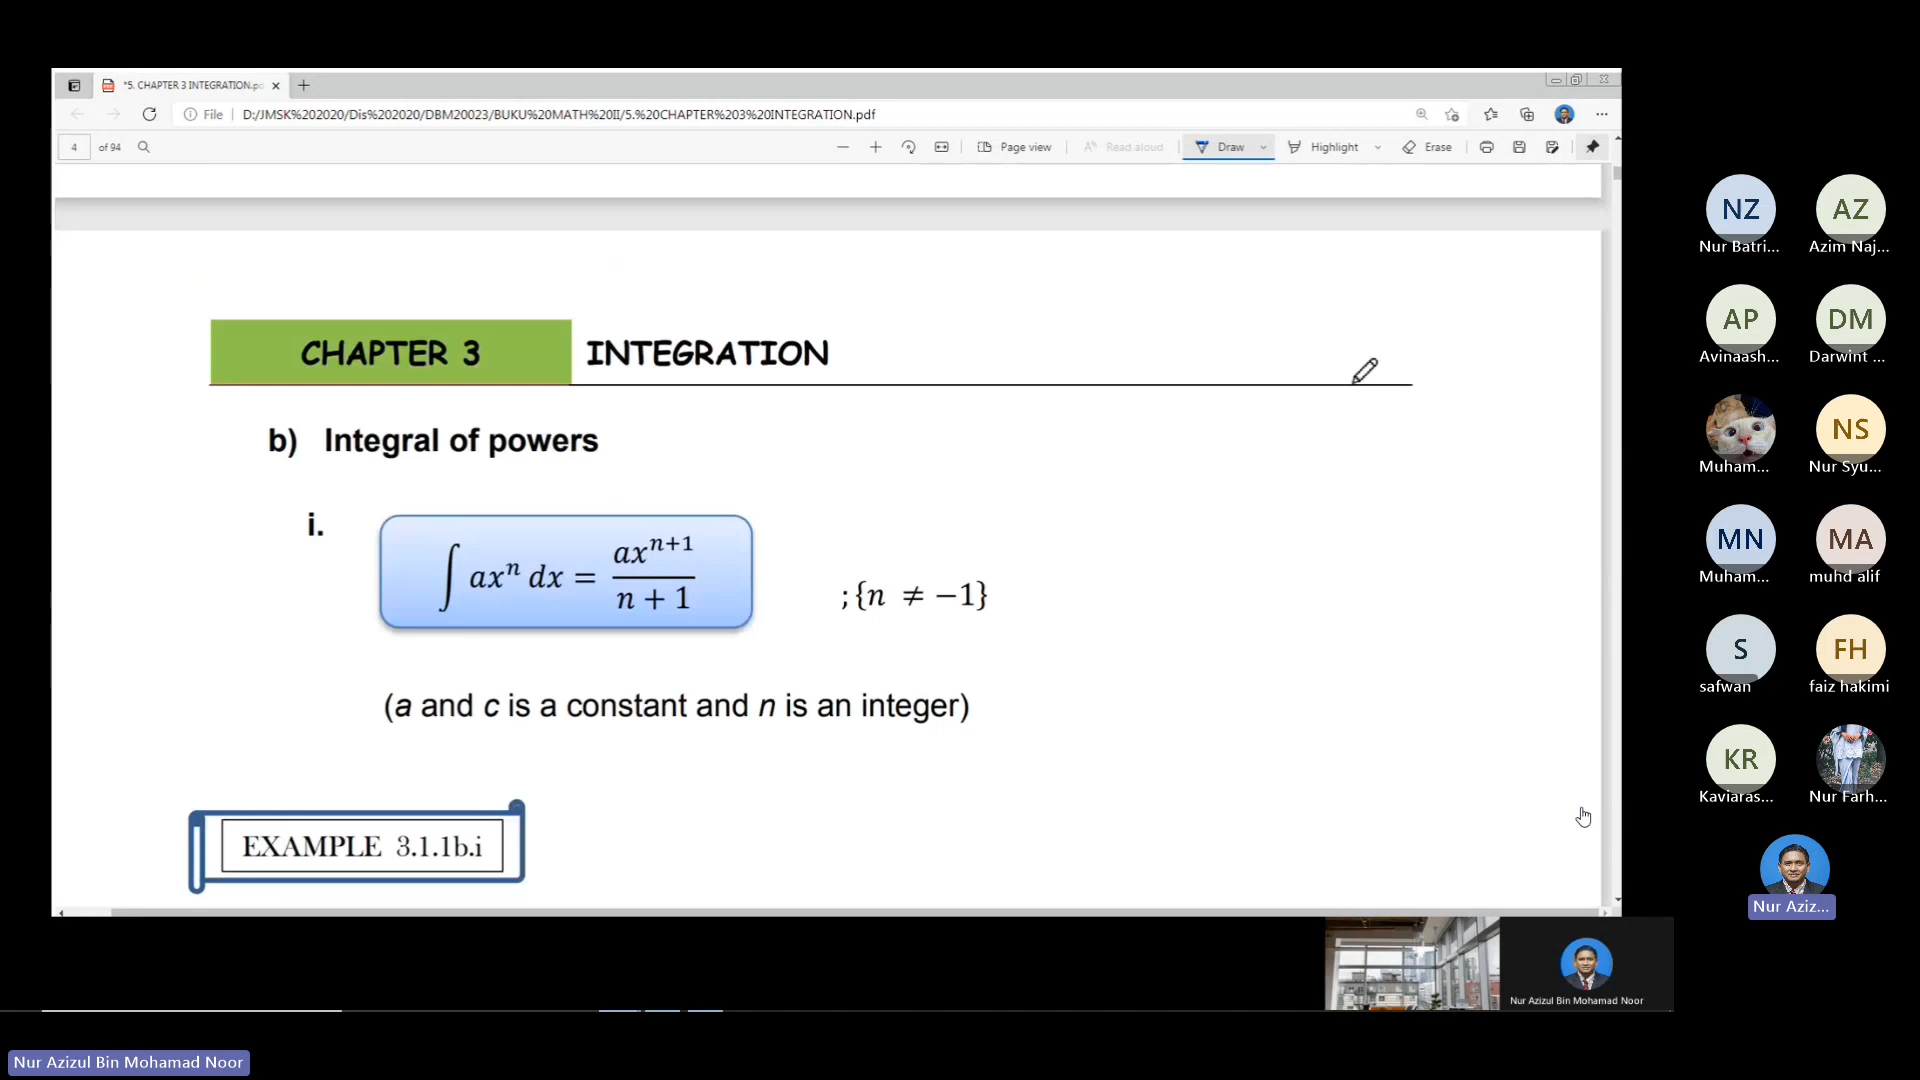 *5. CHAPTER 3 INTEGRATION.pd
File D:/JMSK%202020/Dis%202020/DBM20023/BUKU%20MATH%20II/5.%20CHAPTER%203%20INTEGRATION.pdf
4 of 94 Page view Read aloud Draw Highlight Erase
CHAPTER 3 INTEGRATION
b) Integral of powers
i.
∫ axⁿ dx = axⁿ⁺¹ / n + 1 ; {n ≠ −1}
(a and c is a constant and n is an integer)
EXAMPLE 3.1.1b.i
NZ
Nur Batri...
AZ
Azim Naj...
AP
Avinaash...
DM
Darwint ...
Muham...
NS
Nur Syu...
MN
Muham...
MA
muhd alif
S
safwan
FH
faiz hakimi
KR
Kaviaras...
Nur Farh...
Nur Aziz...
Nur Azizul Bin Mohamad Noor
Nur Azizul Bin Mohamad Noor